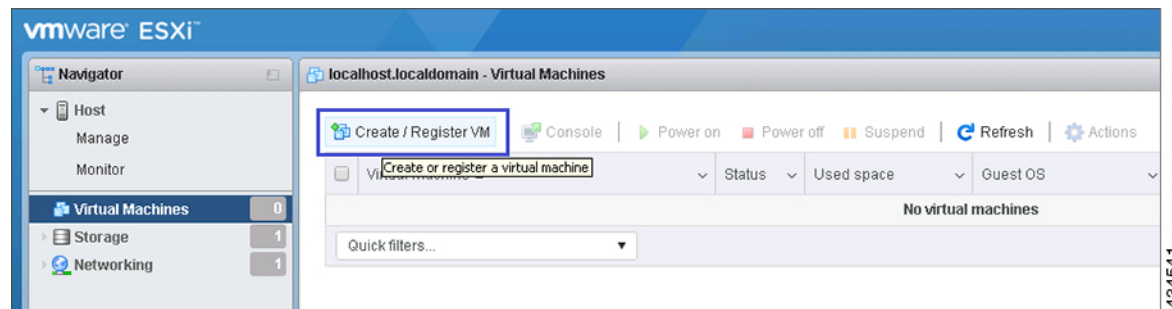 vmware ESXi™
Navigator
Host
Manage
Monitor
Virtual Machines 0
Storage 1
Networking 1
localhost.localdomain - Virtual Machines
Create / Register VM Console Power on Power off Suspend Refresh Actions
Create or register a virtual machine
Status Used space Guest OS
No virtual machines
Quick filters...
434541